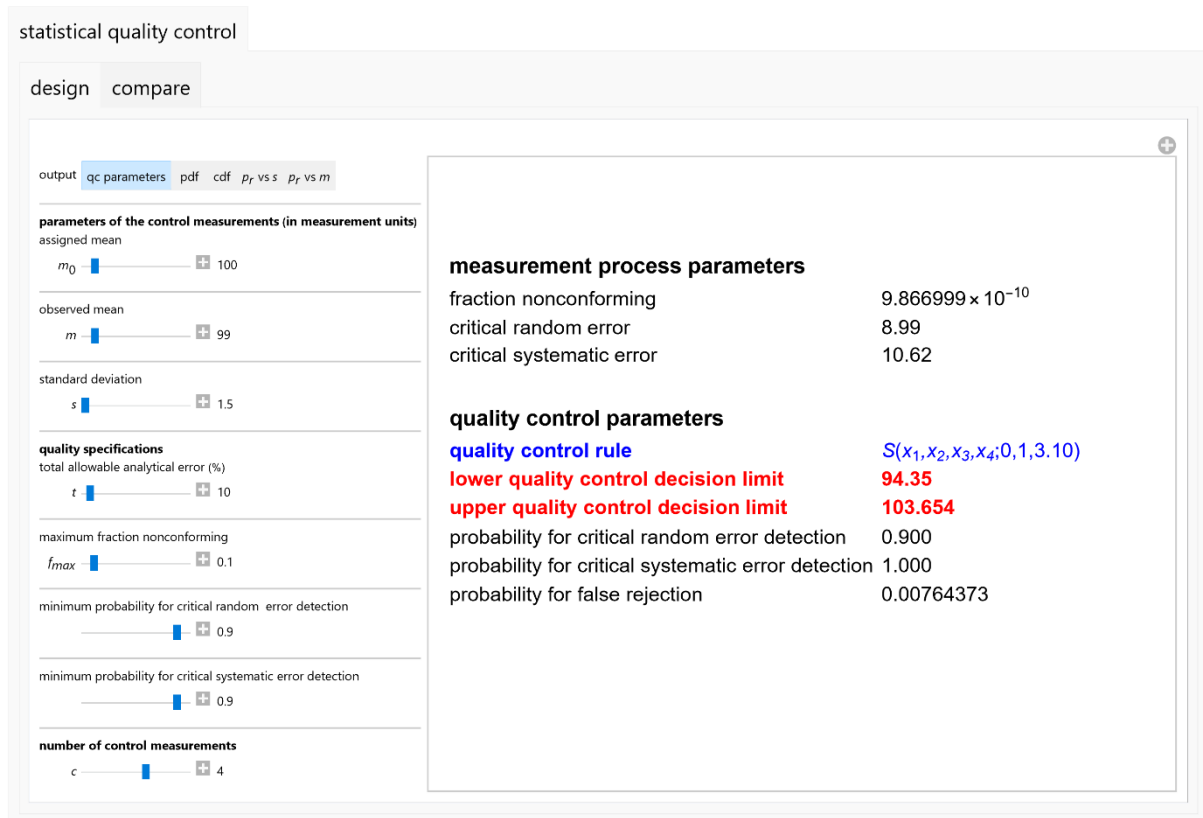 statistical quality control
design compare
output qc parameters pdf cdf pᵣ vs s pᵣ vs m
parameters of the control measurements (in measurement units)
assigned mean
m₀ 100
observed mean
m 99
standard deviation
s 1.5
quality specifications
total allowable analytical error (%)
t 10
maximum fraction nonconforming
fmax 0.1
minimum probability for critical random error detection
0.9
minimum probability for critical systematic error detection
0.9
number of control measurements
c 4
measurement process parameters
fraction nonconforming 9.866999 × 10⁻¹⁰
critical random error 8.99
critical systematic error 10.62
quality control parameters
quality control rule S(x₁,x₂,x₃,x₄;0,1,3.10)
lower quality control decision limit 94.35
upper quality control decision limit 103.654
probability for critical random error detection 0.900
probability for critical systematic error detection 1.000
probability for false rejection 0.00764373